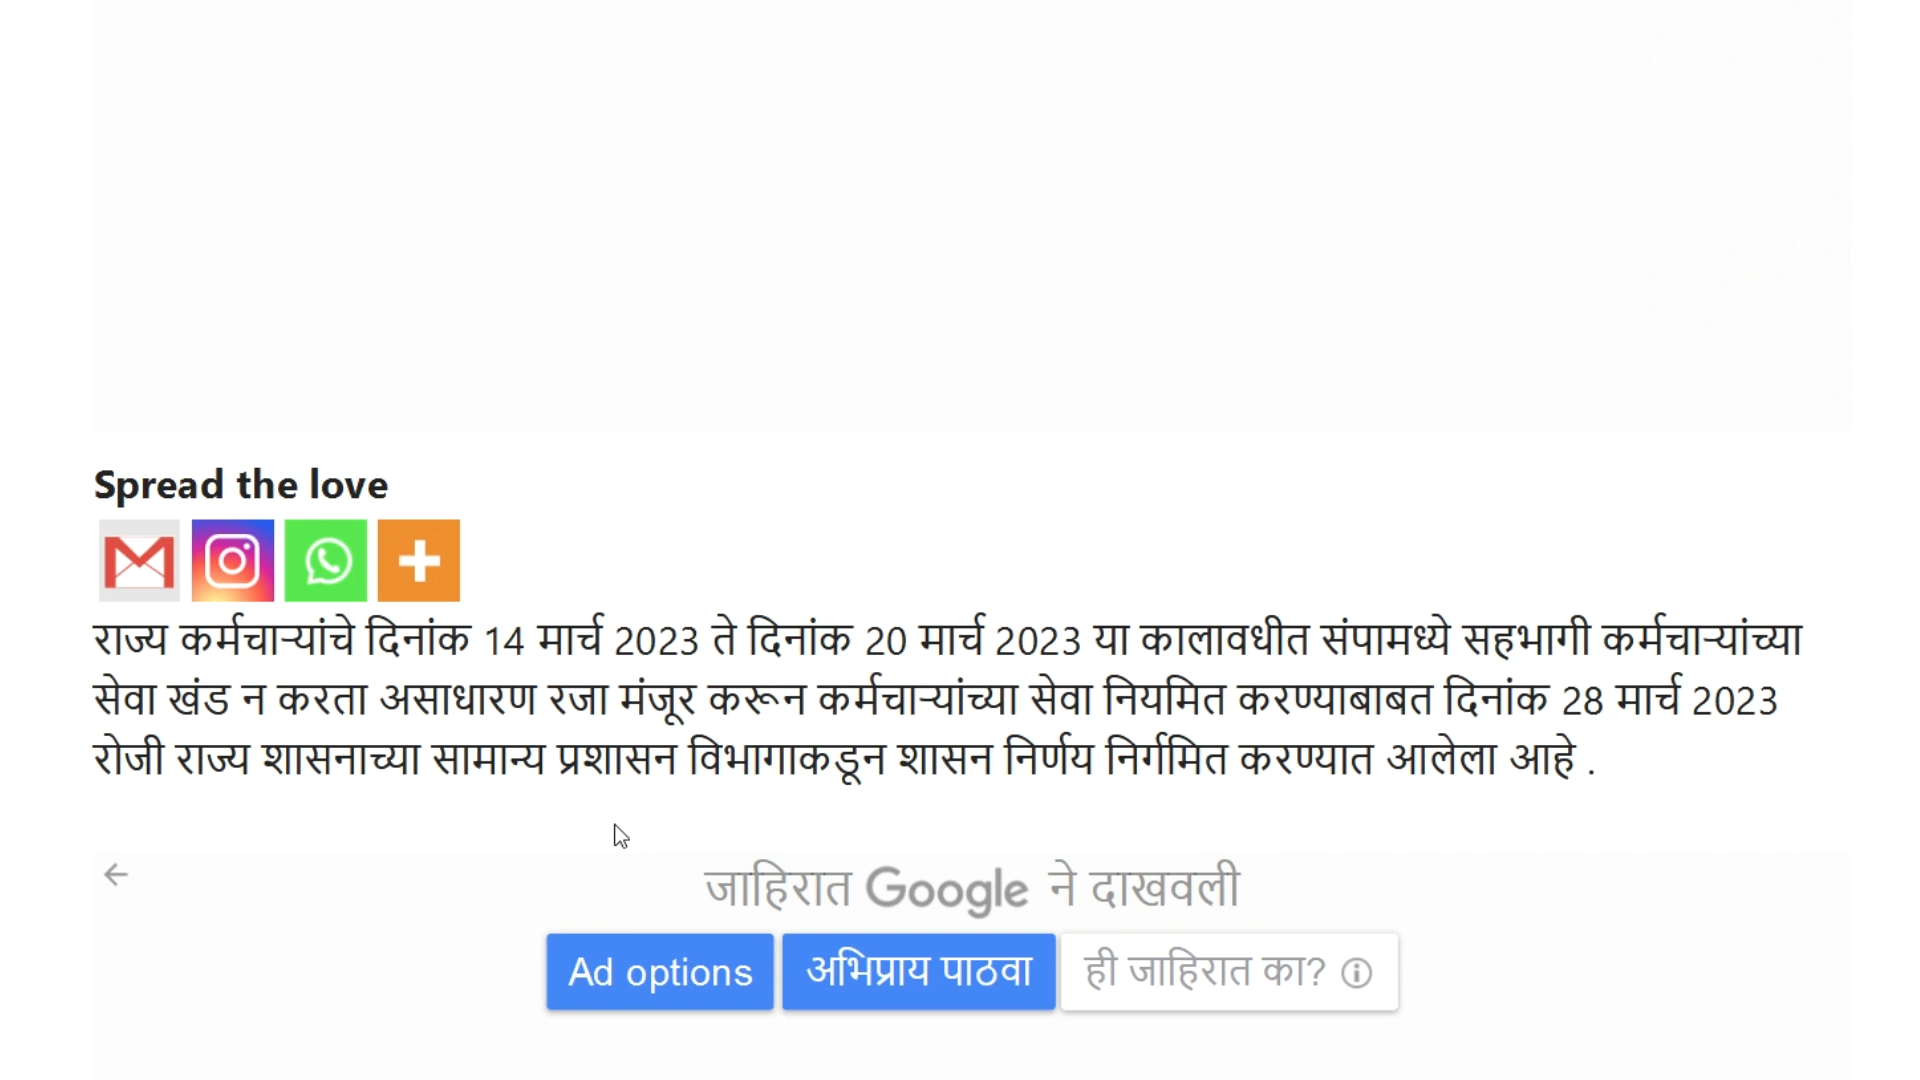 Spread the love
राज्य कर्मचाऱ्यांचे दिनांक 14 मार्च 2023 ते दिनांक 20 मार्च 2023 या कालावधीत संपामध्ये सहभागी कर्मचाऱ्यांच्या
सेवा खंड न करता असाधारण रजा मंजूर करून कर्मचाऱ्यांच्या सेवा नियमित करण्याबाबत दिनांक 28 मार्च 2023
रोजी राज्य शासनाच्या सामान्य प्रशासन विभागाकडून शासन निर्णय निर्गमित करण्यात आलेला आहे .
जाहिरात Google ने दाखवली
Ad options अभिप्राय पाठवा ही जाहिरात का?